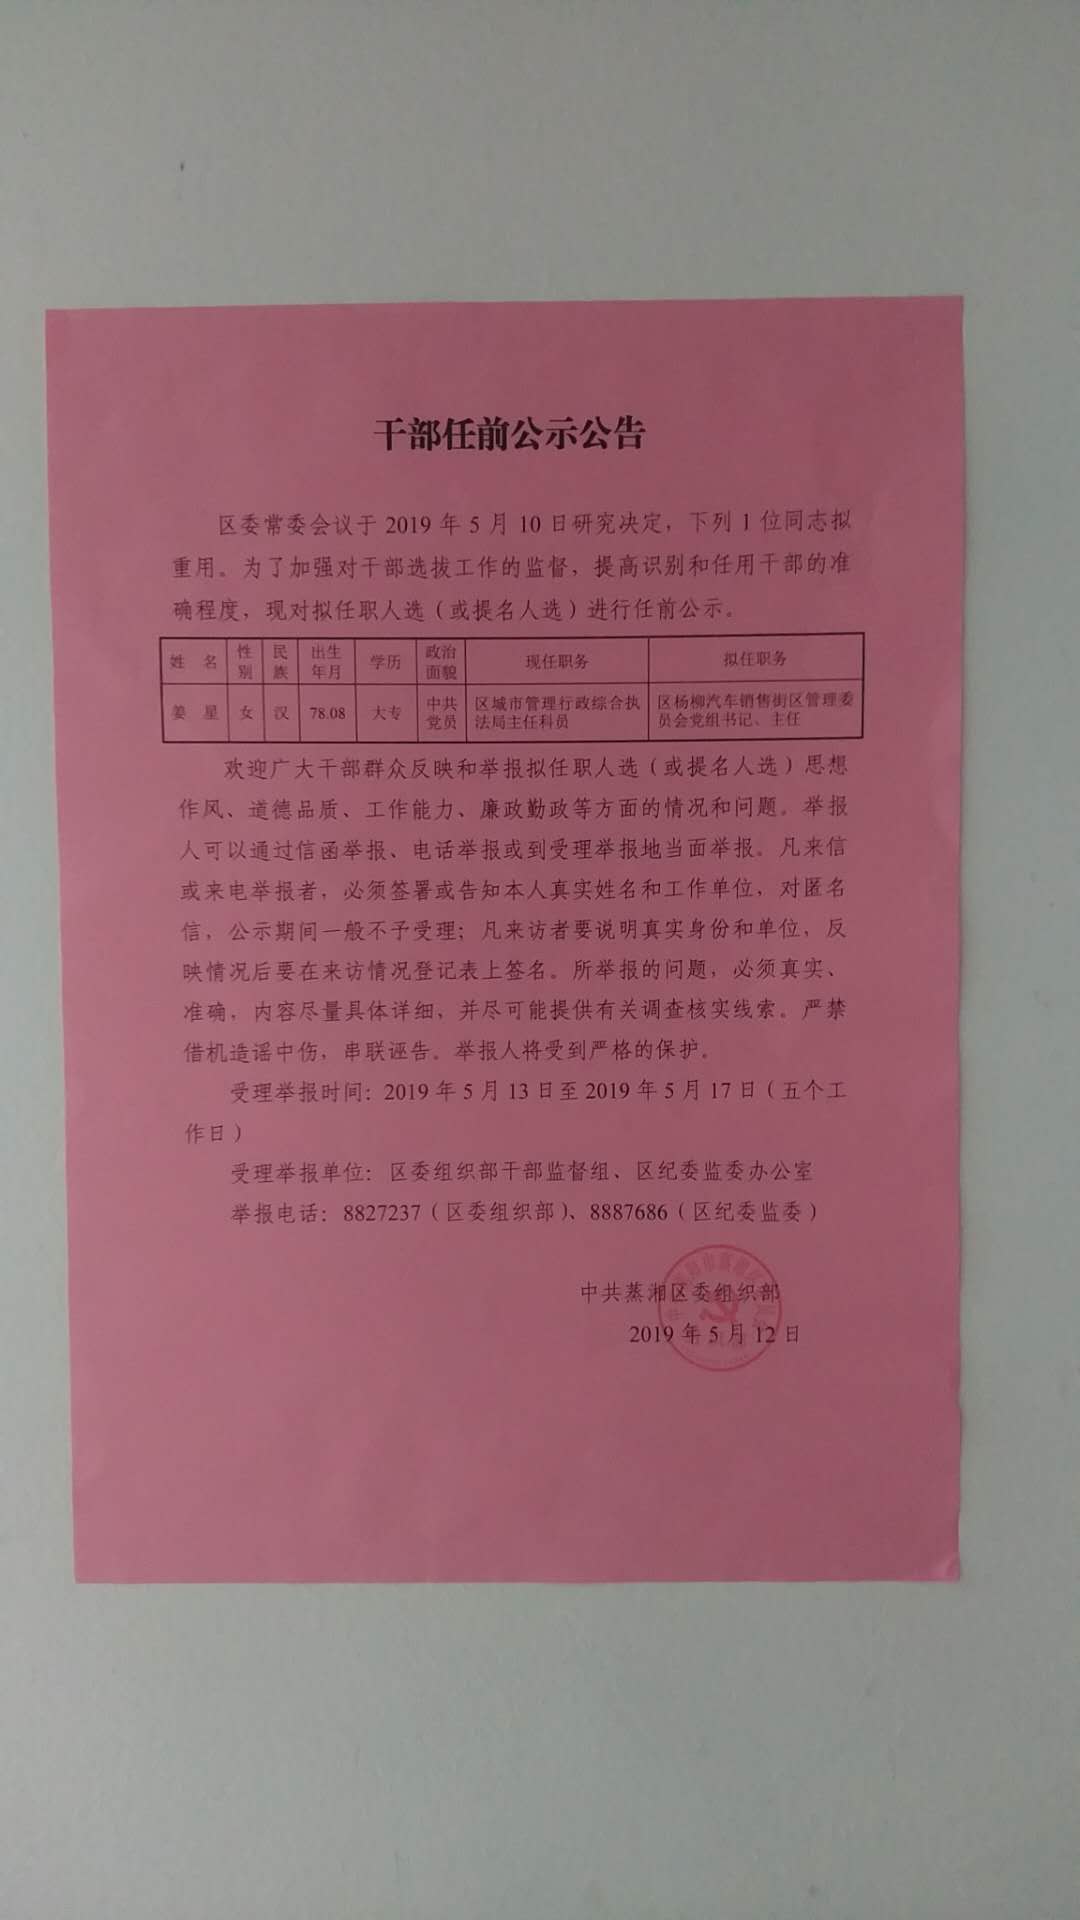 干部任前公示公告
区委常委会议于 2019 年 5 月 10 日研究决定，下列 1 位同志拟
重用。为了加强对干部选拔工作的监督，提高识别和任用干部的准
确程度，现对拟任职人选（或提名人选）进行任前公示。
姓 名 性别 民族 出生年月 学历 政治面貌 现任职务 拟任职务
姜 星 女 汉 78.08 大专 中共党员 区城市管理行政综合执法局主任科员 区杨柳汽车销售街区管理委员会党组书记、主任
欢迎广大干部群众反映和举报拟任职人选（或提名人选）思想
作风、道德品质、工作能力、廉政勤政等方面的情况和问题。举报
人可以通过信函举报、电话举报或到受理举报地当面举报。凡来信
或来电举报者，必须签署或告知本人真实姓名和工作单位，对匿名
信，公示期间一般不予受理；凡来访者要说明真实身份和单位，反
映情况后要在来访情况登记表上签名。所举报的问题，必须真实、
准确，内容尽量具体详细，并尽可能提供有关调查核实线索。严禁
借机造谣中伤，串联诬告。举报人将受到严格的保护。
受理举报时间：2019 年 5 月 13 日至 2019 年 5 月 17 日（五个工
作日）
受理举报单位：区委组织部干部监督组、区纪委监委办公室
举报电话：8827237（区委组织部）、8887686（区纪委监委）
中共蒸湘区委组织部
2019 年 5 月 12 日